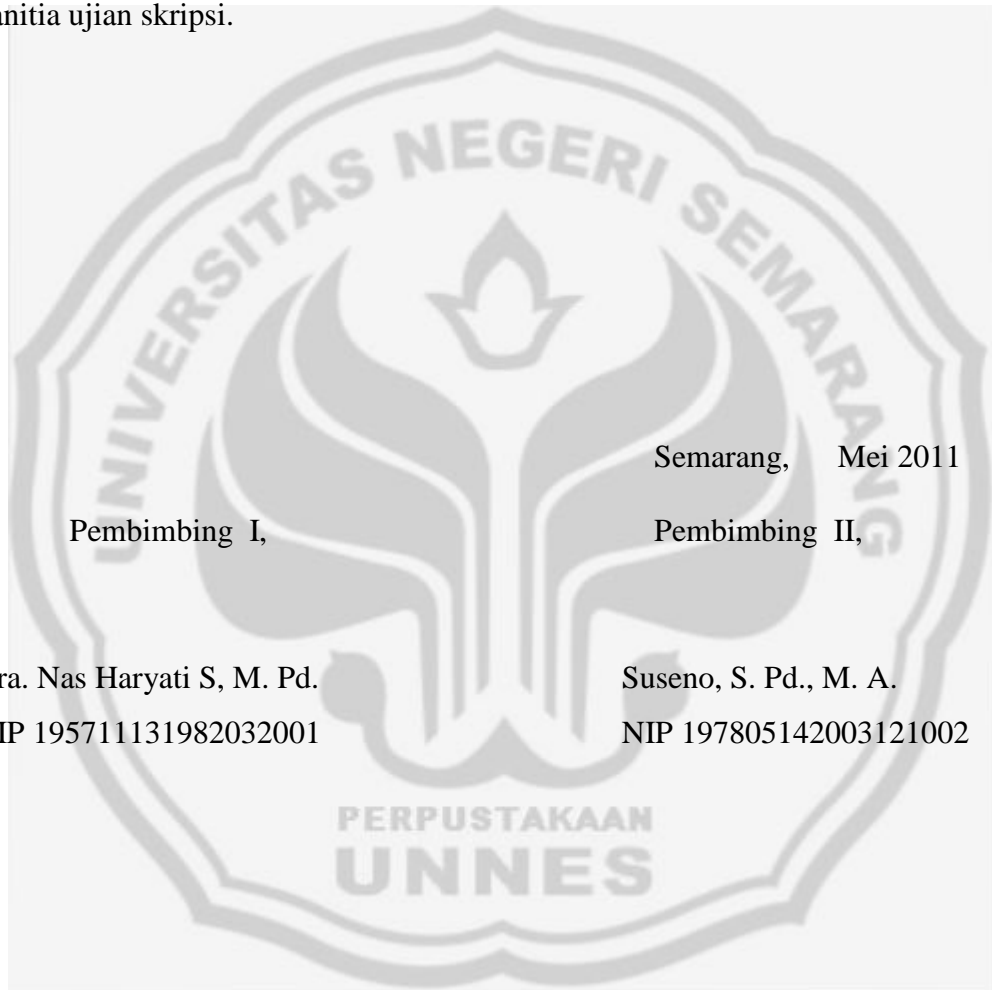 anitia ujian skripsi.
UNIVERSITAS NEGERI SEMARANG
Semarang, Mei 2011
Pembimbing I, Pembimbing II,
ra. Nas Haryati S, M. Pd. Suseno, S. Pd., M. A.
IP 195711131982032001 NIP 197805142003121002
PERPUSTAKAAN
UNNES